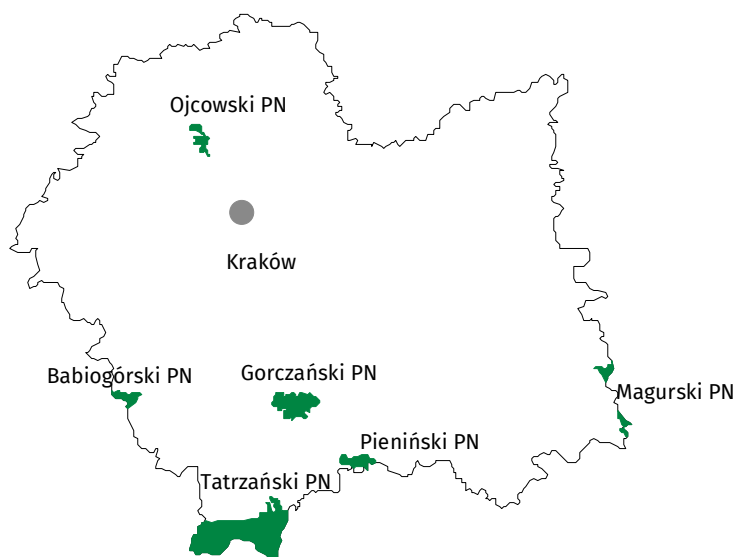 Ojcowski PN
Kraków
Babiogórski PN
Gorczański PN
Magurski PN
Pieniński PN
Tatrzański PN